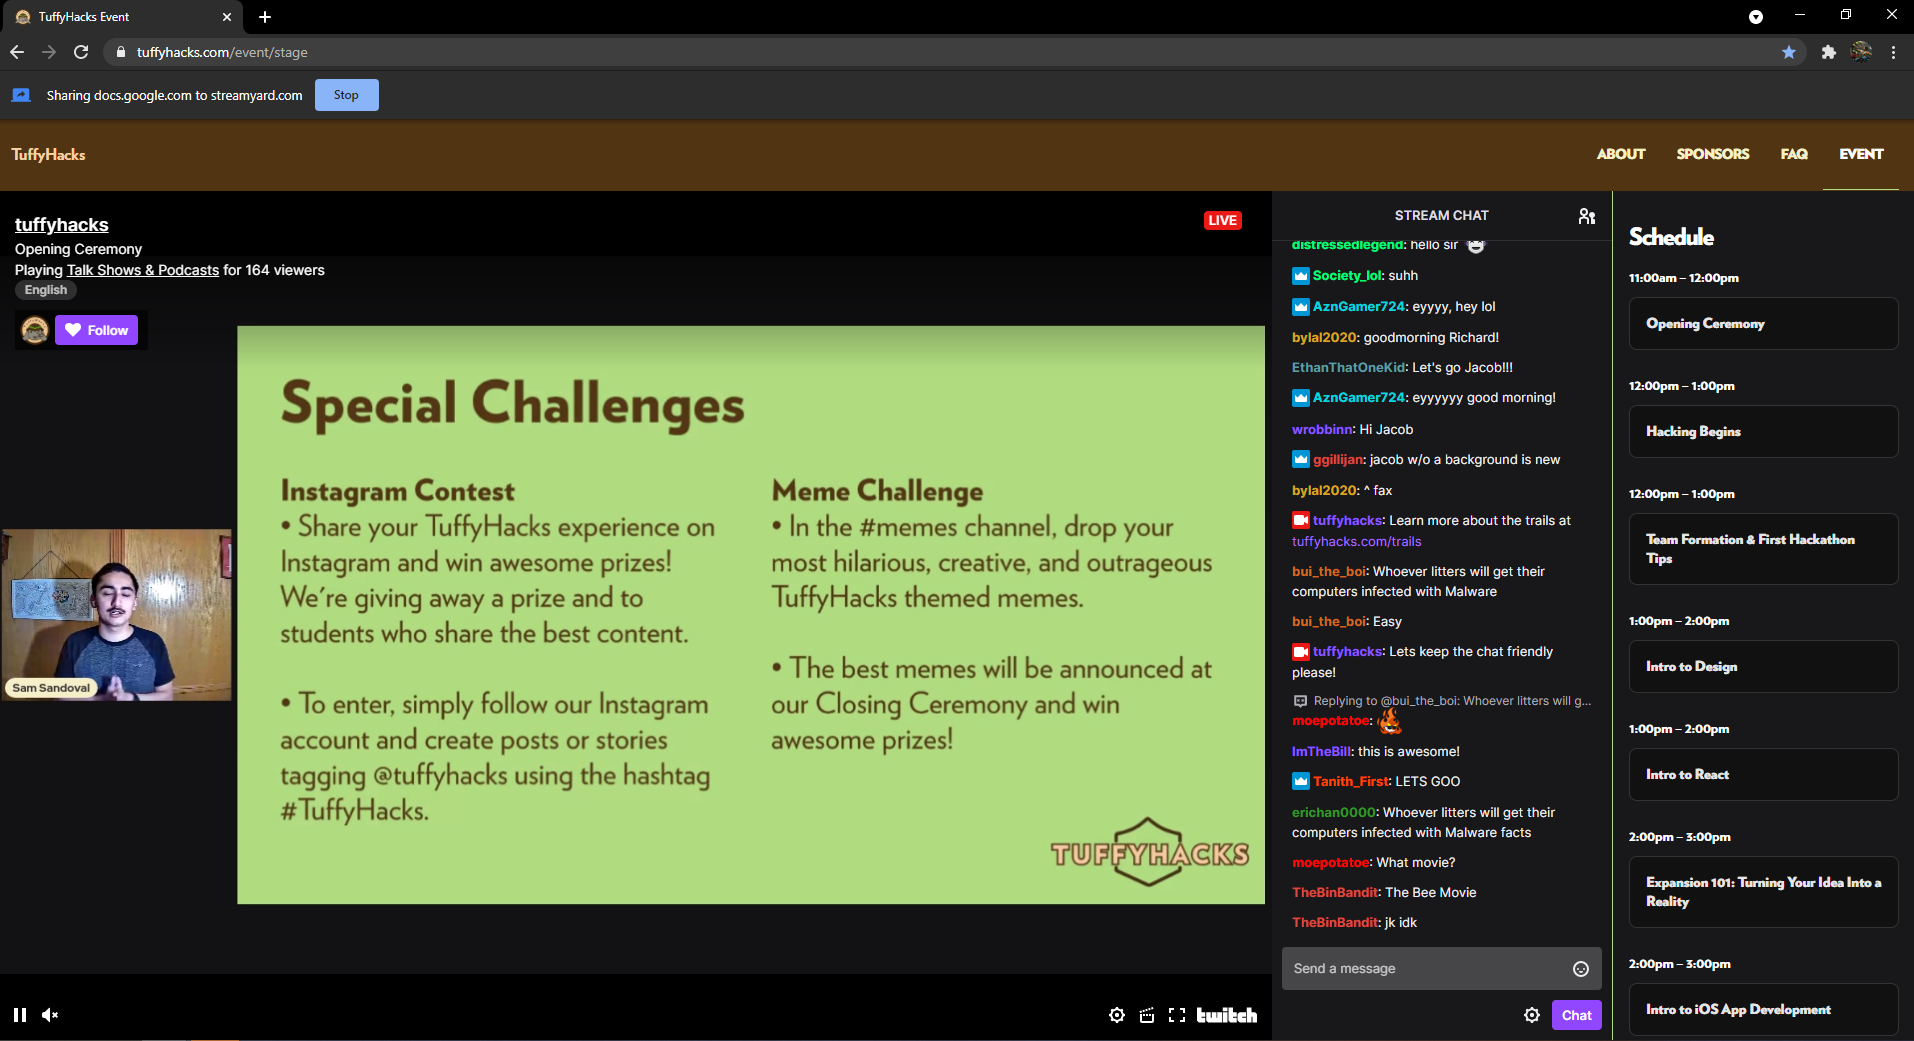 TuffyHacks Event
tuffyhacks.com/event/stage
Sharing docs.google.com to streamyard.com
Stop
TuffyHacks
ABOUT
SPONSORS
FAQ
EVENT
tuffyhacks
LIVE
Opening Ceremony
Playing Talk Shows & Podcasts for 164 viewers
English
Follow
Special Challenges
Instagram Contest
• Share your TuffyHacks experience on
Instagram and win awesome prizes!
We're giving away a prize and to
students who share the best content.
• To enter, simply follow our Instagram
account and create posts or stories
tagging @tuffyhacks using the hashtag
#TuffyHacks.
Meme Challenge
• In the #memes channel, drop your
most hilarious, creative, and outrageous
TuffyHacks themed memes.
• The best memes will be announced at
our Closing Ceremony and win
awesome prizes!
TUFFYHACKS
Sam Sandoval
twitch
STREAM CHAT
distressedlegend: hello sir
Society_lol: suhh
AznGamer724: eyyyy, hey lol
bylal2020: goodmorning Richard!
EthanThatOneKid: Let's go Jacob!!!
AznGamer724: eyyyyyy good morning!
wrobbinn: Hi Jacob
ggillijan: jacob w/o a background is new
bylal2020: ^ fax
tuffyhacks: Learn more about the trails at
tuffyhacks.com/trails
bui_the_boi: Whoever litters will get their
computers infected with Malware
bui_the_boi: Easy
tuffyhacks: Lets keep the chat friendly
please!
Replying to @bui_the_boi: Whoever litters will g...
moepotatoe:
ImTheBill: this is awesome!
Tanith_First: LETS GOO
erichan0000: Whoever litters will get their
computers infected with Malware facts
moepotatoe: What movie?
TheBinBandit: The Bee Movie
TheBinBandit: jk idk
Send a message
Chat
Schedule
11:00am – 12:00pm
Opening Ceremony
12:00pm – 1:00pm
Hacking Begins
12:00pm – 1:00pm
Team Formation & First Hackathon
Tips
1:00pm – 2:00pm
Intro to Design
1:00pm – 2:00pm
Intro to React
2:00pm – 3:00pm
Expansion 101: Turning Your Idea Into a
Reality
2:00pm – 3:00pm
Intro to iOS App Development